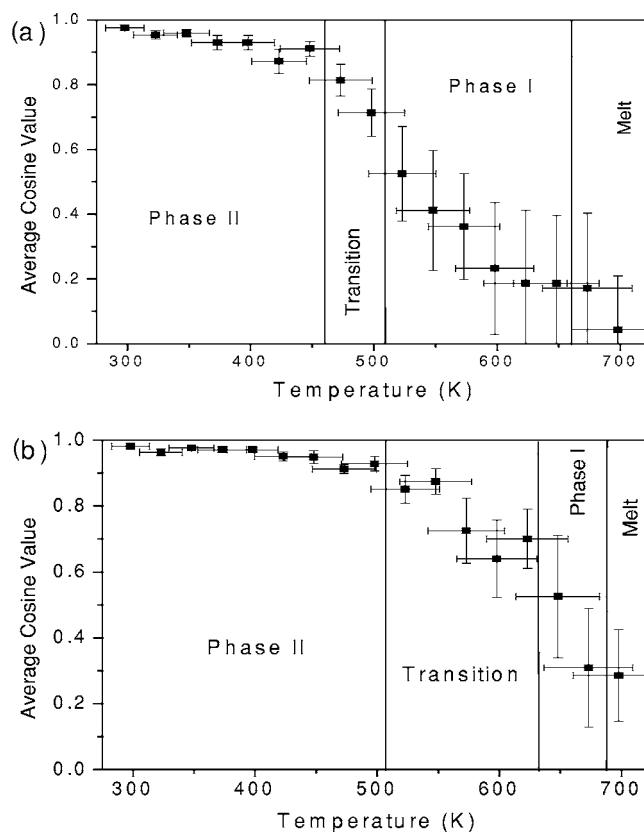 (a)
1.0
0.8
0.6
0.4
0.2
0.0
Average Cosine Value
Phase II
Transition
Phase I
Melt
300
400
500
600
700
Temperature (K)
(b)
1.0
0.8
0.6
0.4
0.2
0.0
Average Cosine Value
Phase II
Transition
Phase I
Melt
300
400
500
600
700
Temperature (K)